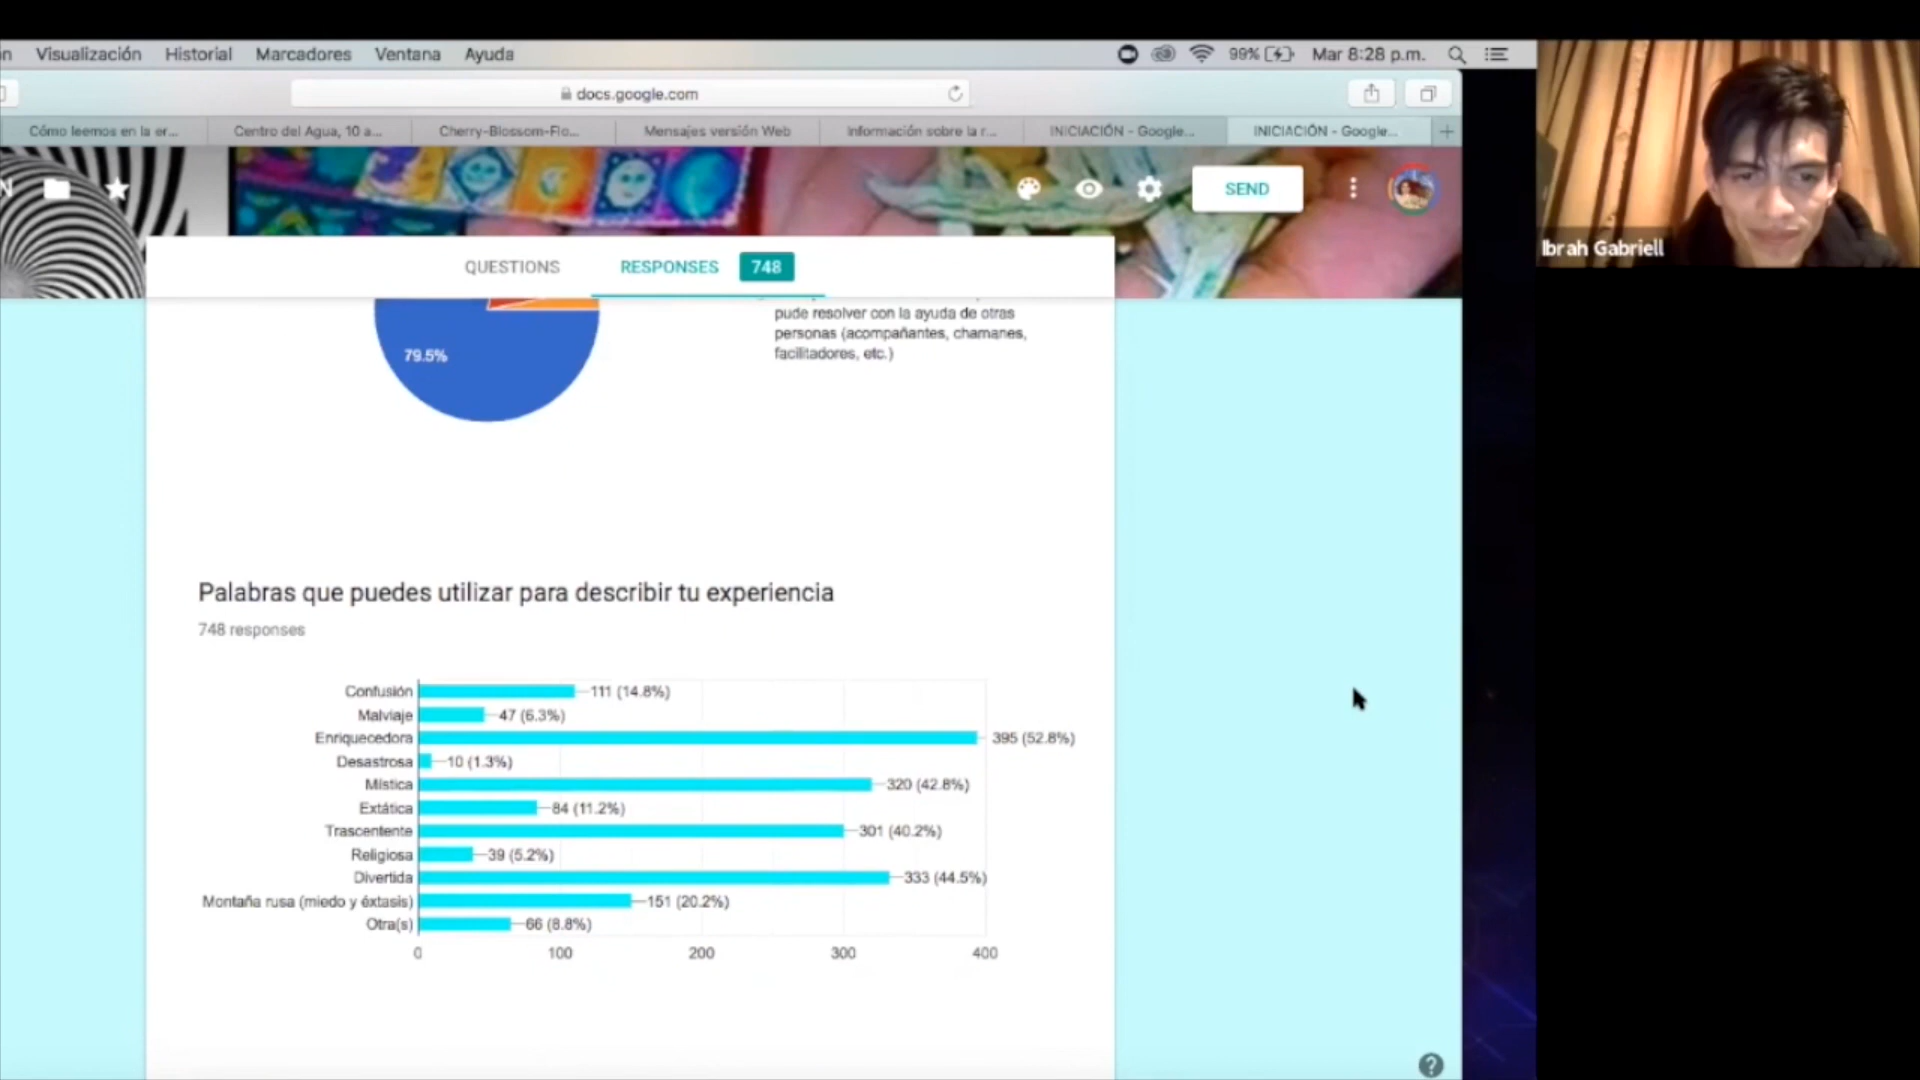 Visualización Historial Marcadores Ventana Ayuda
99% Mar 8:28 p.m.
docs.google.com
Cómo leemos en la er...
Centro del Agua, 10 a...
Cherry-Blossom-Flo...
Mensajes versión Web
Información sobre la r...
INICIACIÓN - Google...
INICIACIÓN - Google...
SEND
Ibrah Gabriell
QUESTIONS
RESPONSES 748
pude resolver con la ayuda de otras
personas (acompañantes, chamanes,
facilitadores, etc.)
79.5%
Palabras que puedes utilizar para describir tu experiencia
748 responses
Confusión 111 (14.8%)
Malviaje 47 (6.3%)
Enriquecedora 395 (52.8%)
Desastrosa 10 (1.3%)
Mística 320 (42.8%)
Extática 84 (11.2%)
Trascentente 301 (40.2%)
Religiosa 39 (5.2%)
Divertida 333 (44.5%)
Montaña rusa (miedo y éxtasis) 151 (20.2%)
Otra(s) 66 (8.8%)
0 100 200 300 400